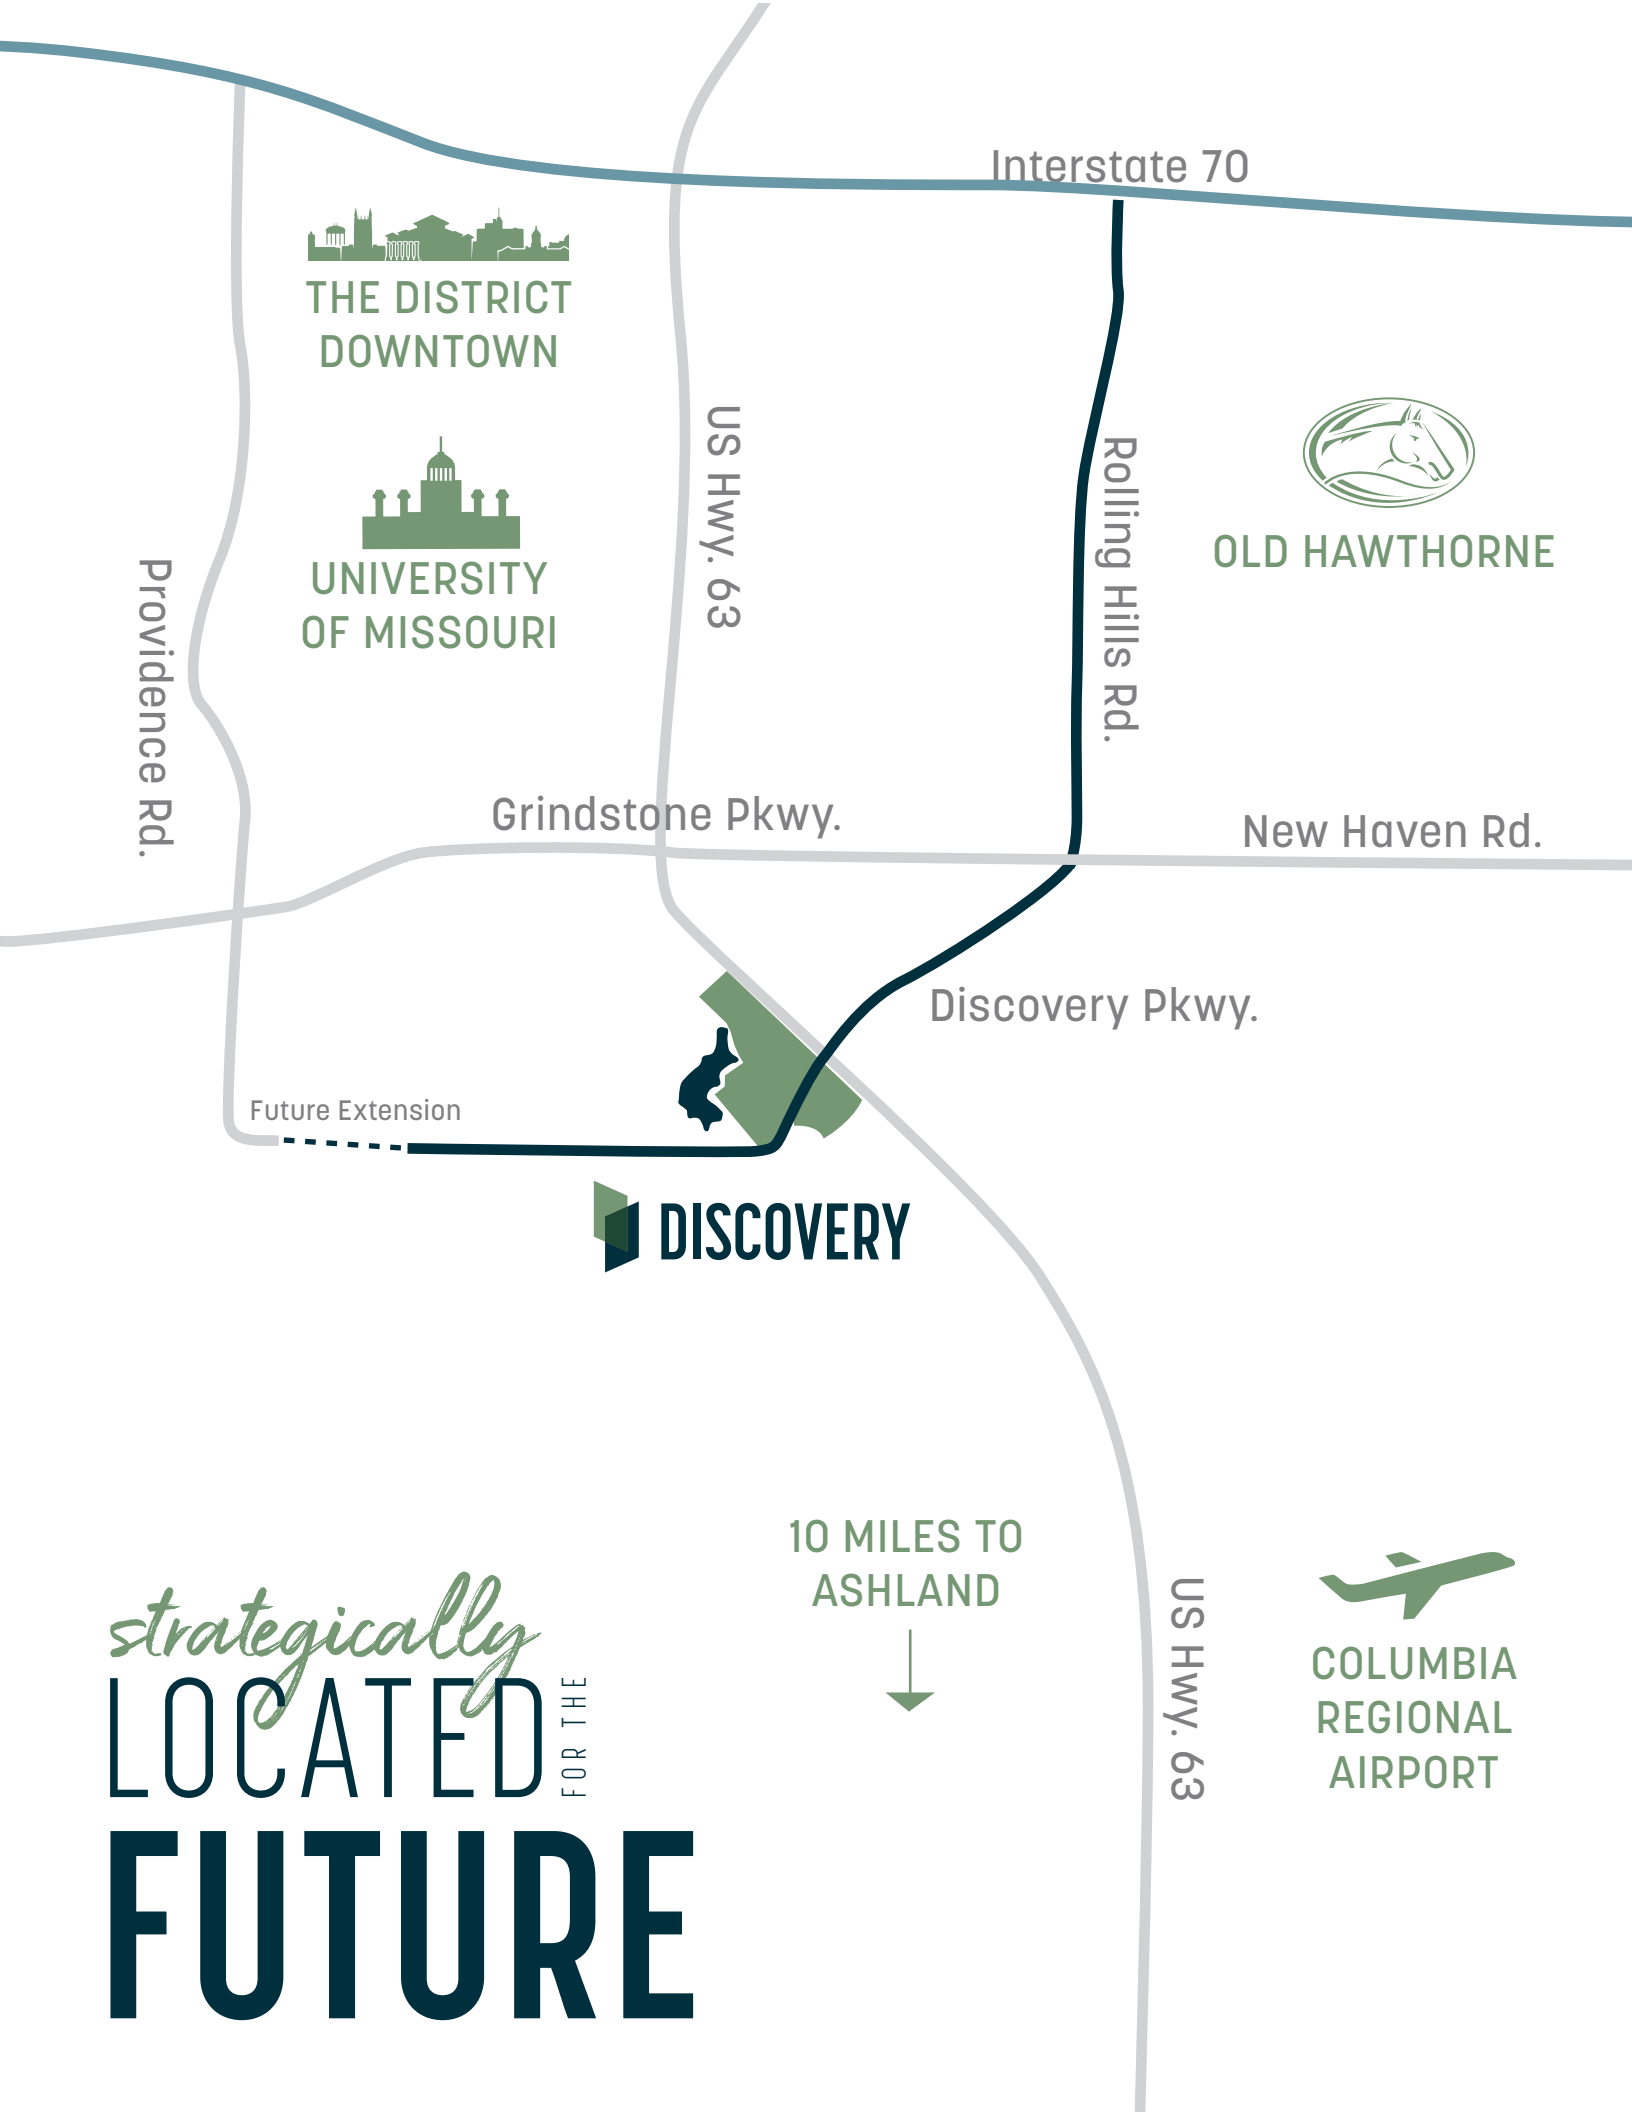 Interstate 70
THE DISTRICT
DOWNTOWN
US Hwy. 63
Rolling Hills Rd.
OLD HAWTHORNE
UNIVERSITY
OF MISSOURI
Providence Rd.
Grindstone Pkwy.
New Haven Rd.
Discovery Pkwy.
Future Extension
DISCOVERY
10 MILES TO
ASHLAND
US Hwy. 63
COLUMBIA
REGIONAL
AIRPORT
strategically
LOCATED
FOR THE
FUTURE